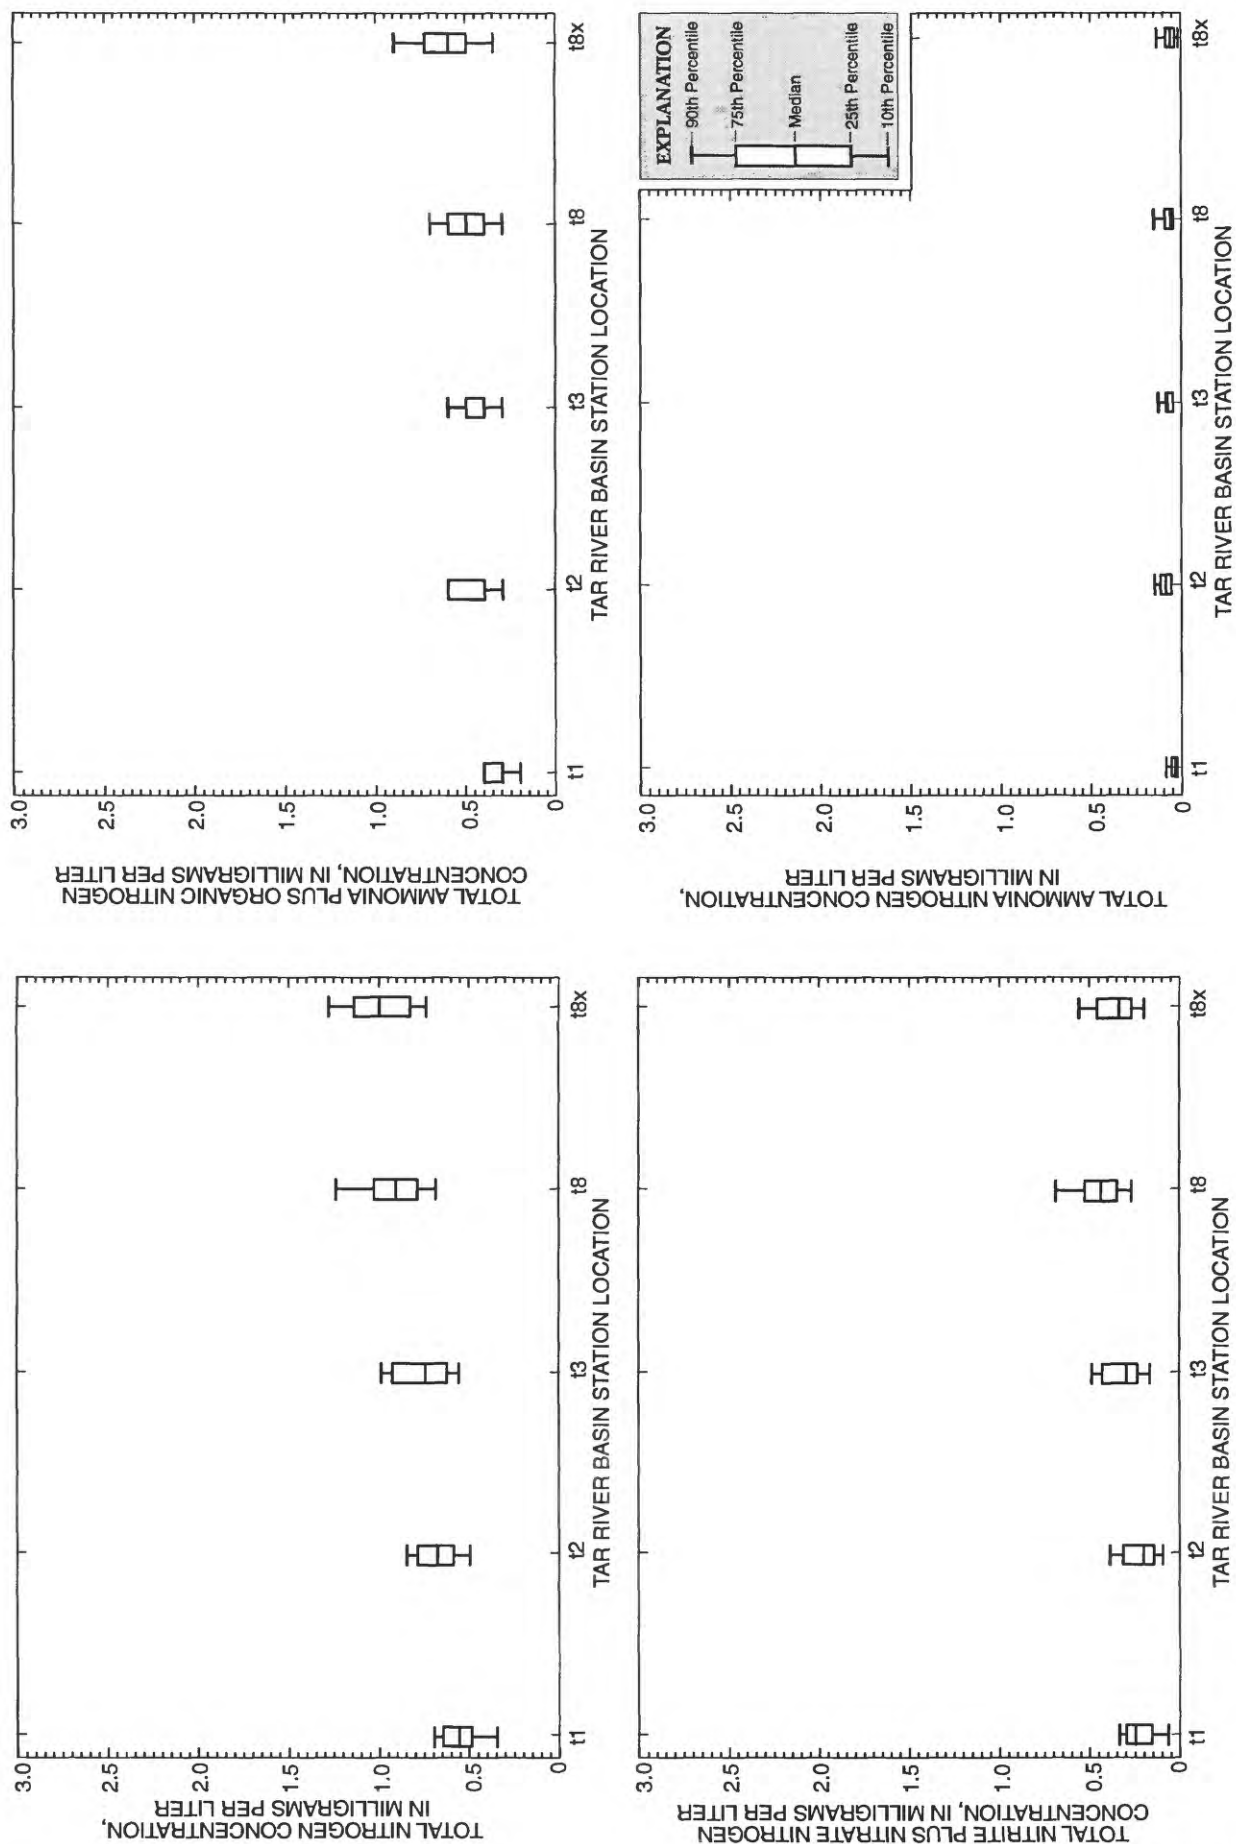 TOTAL NITROGEN CONCENTRATION,
IN MILLIGRAMS PER LITER
3.0
2.5
2.0
1.5
1.0
0.5
0
t1
t2
t3
t8
t8x
TAR RIVER BASIN STATION LOCATION
TOTAL AMMONIA PLUS ORGANIC NITROGEN
CONCENTRATION, IN MILLIGRAMS PER LITER
3.0
2.5
2.0
1.5
1.0
0.5
0
t1
t2
t3
t8
t8x
TAR RIVER BASIN STATION LOCATION
TOTAL NITRITE PLUS NITRATE NITROGEN
CONCENTRATION, IN MILLIGRAMS PER LITER
3.0
2.5
2.0
1.5
1.0
0.5
0
t1
t2
t3
t8
t8x
TAR RIVER BASIN STATION LOCATION
TOTAL AMMONIA NITROGEN CONCENTRATION,
IN MILLIGRAMS PER LITER
3.0
2.5
2.0
1.5
1.0
0.5
0
t1
t2
t3
t8
t8x
TAR RIVER BASIN STATION LOCATION
EXPLANATION
90th Percentile
75th Percentile
Median
25th Percentile
10th Percentile